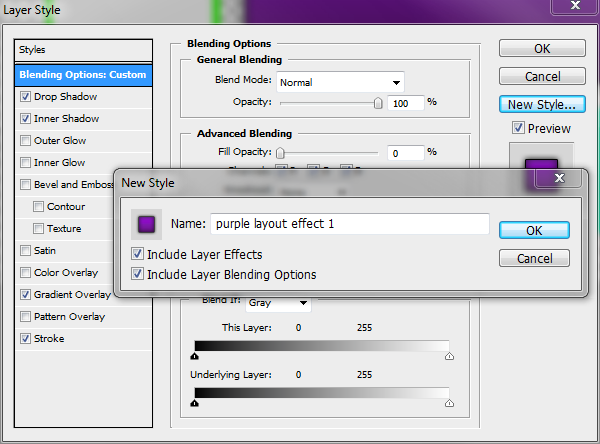 Layer Style
Styles
Blending Options: Custom
Drop Shadow
Inner Shadow
Outer Glow
Inner Glow
Bevel and Emboss
Contour
Texture
Satin
Color Overlay
Gradient Overlay
Pattern Overlay
Stroke
Blending Options
General Blending
Blend Mode: Normal
Opacity: 100 %
Advanced Blending
Fill Opacity: 0 %
OK
Cancel
New Style...
Preview
New Style
Name: purple layout effect 1
Include Layer Effects
Include Layer Blending Options
OK
Cancel
Blend If: Gray
This Layer: 0 255
Underlying Layer: 0 255